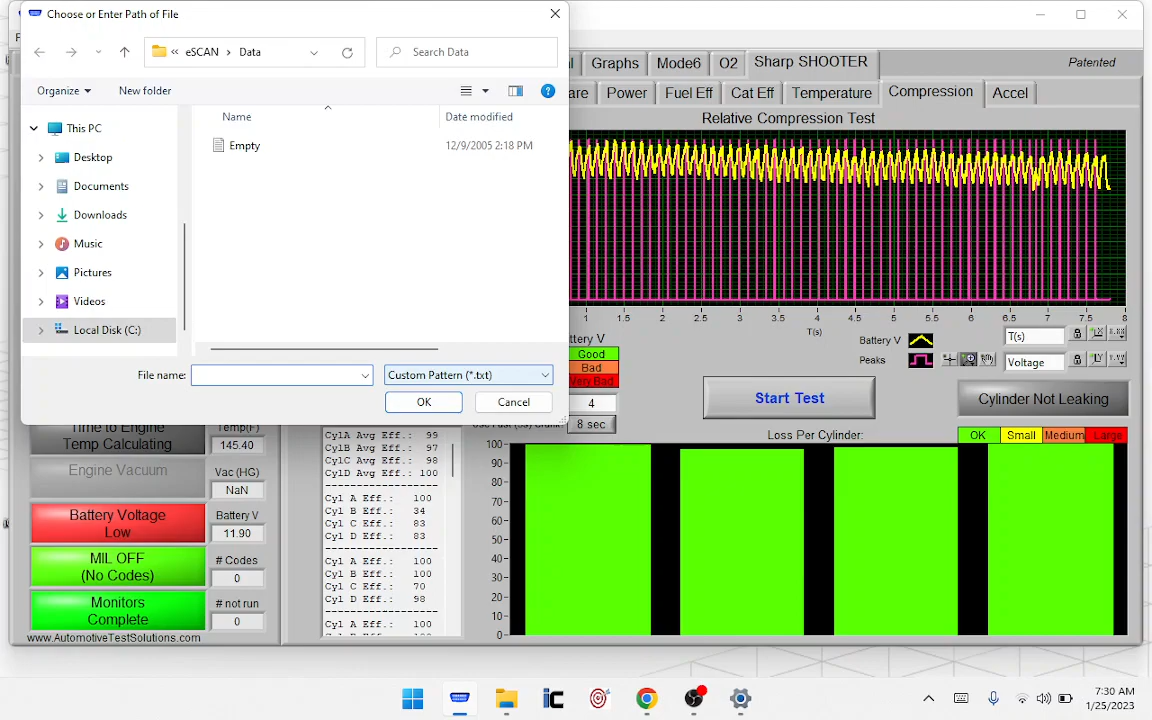 Choose or Enter Path of File
« eSCAN > Data
Search Data
Organize
New folder
Name
Date modified
Empty
12/9/2005 2:18 PM
This PC
Desktop
Documents
Downloads
Music
Pictures
Videos
Local Disk (C:)
File name:
Custom Pattern (*.txt)
OK
Cancel
Graphs
Mode6
O2
Sharp SHOOTER
Patented
Power
Fuel Eff
Cat Eff
Temperature
Compression
Accel
Relative Compression Test
1 1.5 2 2.5 3 3.5 4 4.5 5 5.5 6 6.5 7 7.5 8
T(s)
Good
Bad
Very Bad
4
8 sec
Battery V
Peaks
T(s)
Voltage
Start Test
Cylinder Not Leaking
Loss Per Cylinder:
OK
Small
Medium
Large
Time to Engine
Temp Calculating
Temp(F)
145.40
Engine Vacuum
Vac (HG)
NaN
Battery Voltage
Low
Battery V
11.90
MIL OFF
(No Codes)
# Codes
0
Monitors
Complete
# not run
0
www.AutomotiveTestSolutions.com
CylA Avg Eff.: 99
CylB Avg Eff.: 97
CylC Avg Eff.: 98
CylD Avg Eff.: 100
Cyl A Eff.: 100
Cyl B Eff.: 34
Cyl C Eff.: 83
Cyl D Eff.: 83
Cyl A Eff.: 100
Cyl B Eff.: 100
Cyl C Eff.: 70
Cyl D Eff.: 98
Cyl A Eff.: 100
100
90
80
70
60
50
40
30
20
10
0
7:30 AM
1/25/2023